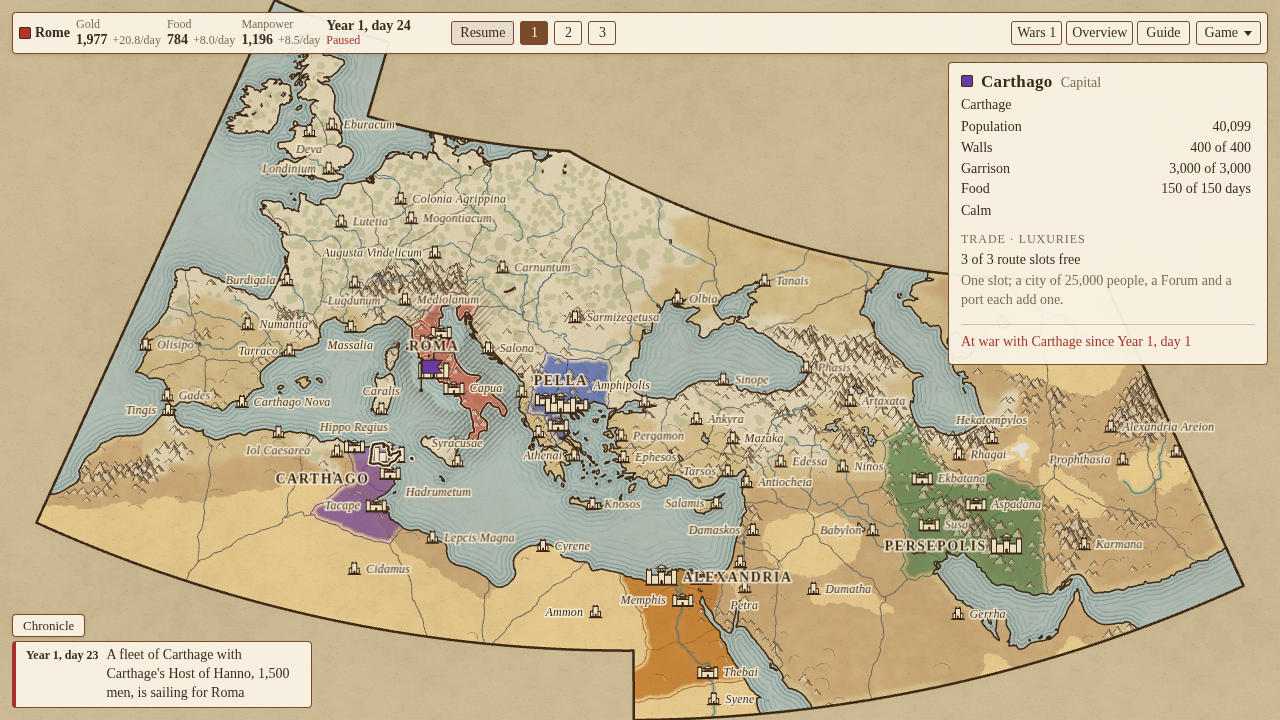 Rome
Gold
1,977 +20.8/day
Food
784 +8.0/day
Manpower
1,196 +8.5/day
Year 1, day 24
Paused
Resume
1
2
3
Wars 1
Overview
Guide
Game
Carthago Capital
Carthage
Population 40,099
Walls 400 of 400
Garrison 3,000 of 3,000
Food 150 of 150 days
Calm
TRADE · LUXURIES
3 of 3 route slots free
One slot; a city of 25,000 people, a Forum and a
port each add one.
At war with Carthage since Year 1, day 1
Eburacum
Deva
Londinium
Colonia Agrippina
Lutetia
Mogontiacum
Augusta Vindelicum
Carnuntum
Burdigala
Lugdunum
Mediolanum
Olbia
Tanais
Numantia
Sarmizegetusa
Olisipo
Tarraco
Massalia
ROMA
Salona
Phasis
Gades
Carthago Nova
Caralis
Capua
PELLA
Amphipolis
Sinope
Tingis
Artaxata
Hippo Regius
Ankyra
Hekatompylos
Alexandria Areion
Iol Caesarea
Syracusae
Athenai
Pergamon
Mazaka
Rhagai
Prophthasia
CARTHAGO
Ephesos
Tarsos
Edessa
Ninos
Hadrumetum
Antiocheia
Ekbatana
Tacape
Knosos
Salamis
Aspadana
Lepcis Magna
Damaskos
Babylon
Susa
Cyrene
PERSEPOLIS
Karmana
Cidamus
ALEXANDRIA
Memphis
Petra
Dumatha
Ammon
Gerrha
Thebai
Syene
Chronicle
Year 1, day 23 A fleet of Carthage with
Carthage's Host of Hanno, 1,500
men, is sailing for Roma